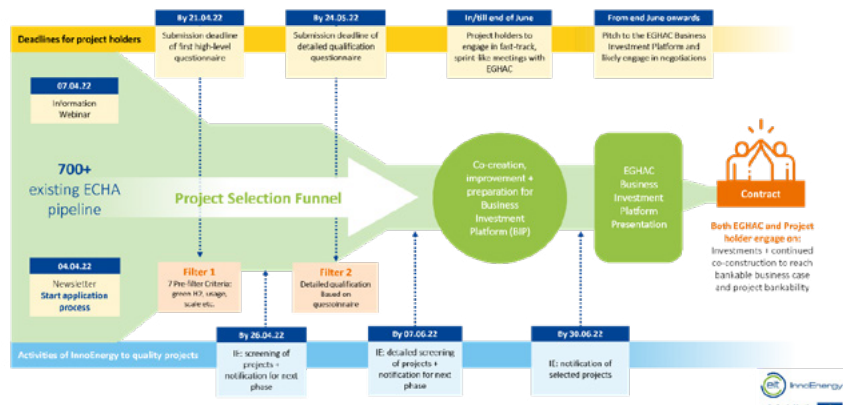 By 21.04.22
By 24.05.22
In/till end of June
From end June onwards
Deadlines for project holders
Submission deadline
of first high-level
questionnaire
Submission deadline of
detailed qualification
questionnaire
Project holders to
engage in fast-track,
sprint-like meetings with
EGHAC
Pitch to the EGHAC Business
Investment Platform and
likely engage in negotiations
07.04.22
Information
Webinar
700+
existing ECHA
pipeline
Project Selection Funnel
Co-creation,
improvement +
preparation for
Business
Investment
Platform (BIP)
EGHAC
Business
Investment
Platform
Presentation
Contract
Both EGHAC and Project
holder engage on:
Investments + continued
co-construction to reach
bankable business case
and project bankability
04.04.22
Newsletter
Start application
process
Filter 1
7 Pre-filter Criteria:
green H2, usage,
scale etc.
Filter 2
Detailed qualification
Based on
questionnaire
By 26.04.22
By 07.06.22
By 30.06.22
Activities of InnoEnergy to quality projects
IE: screening of
projects +
notification for next
phase
IE: detailed screening
of projects +
notification for next
phase
IE: notification of
selected projects
eit InnoEnergy